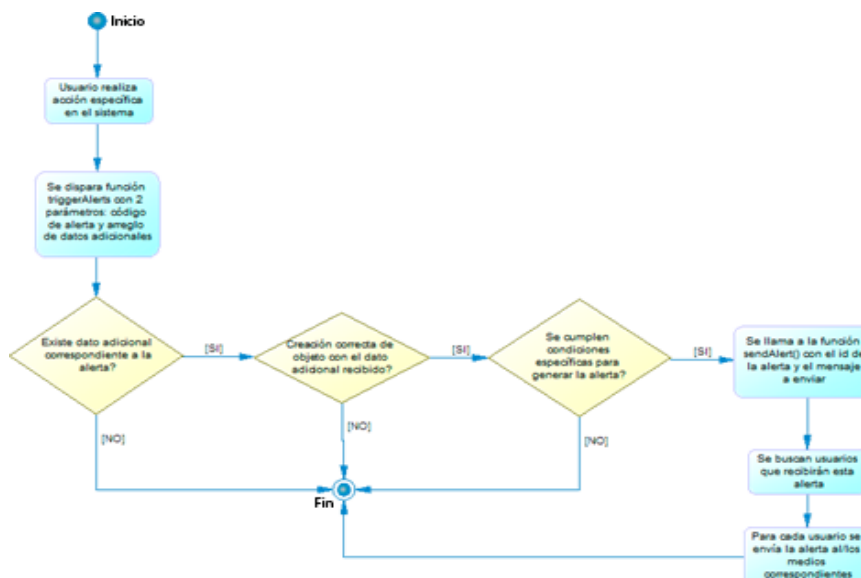 Inicio
Usuario realiza
acción específica
en el sistema
Se dispara función
triggerAlerts con 2
parámetros: código
de alerta y arreglo
de datos adicionales
Existe dato adicional
correspondiente a la
alerta?
[SI]
Creación correcta de
objeto con el dato
adicional recibido?
[SI]
Se cumplen
condiciones
específicas para
generar la alerta?
[SI]
Se llama a la función
sendAlert() con el id de
la alerta y el mensaje
a enviar
[NO]
[NO]
[NO]
Se buscan usuarios
que recibirán esta
alerta
Fin
Para cada usuario se
envía la alerta al/los
medios
correspondientes